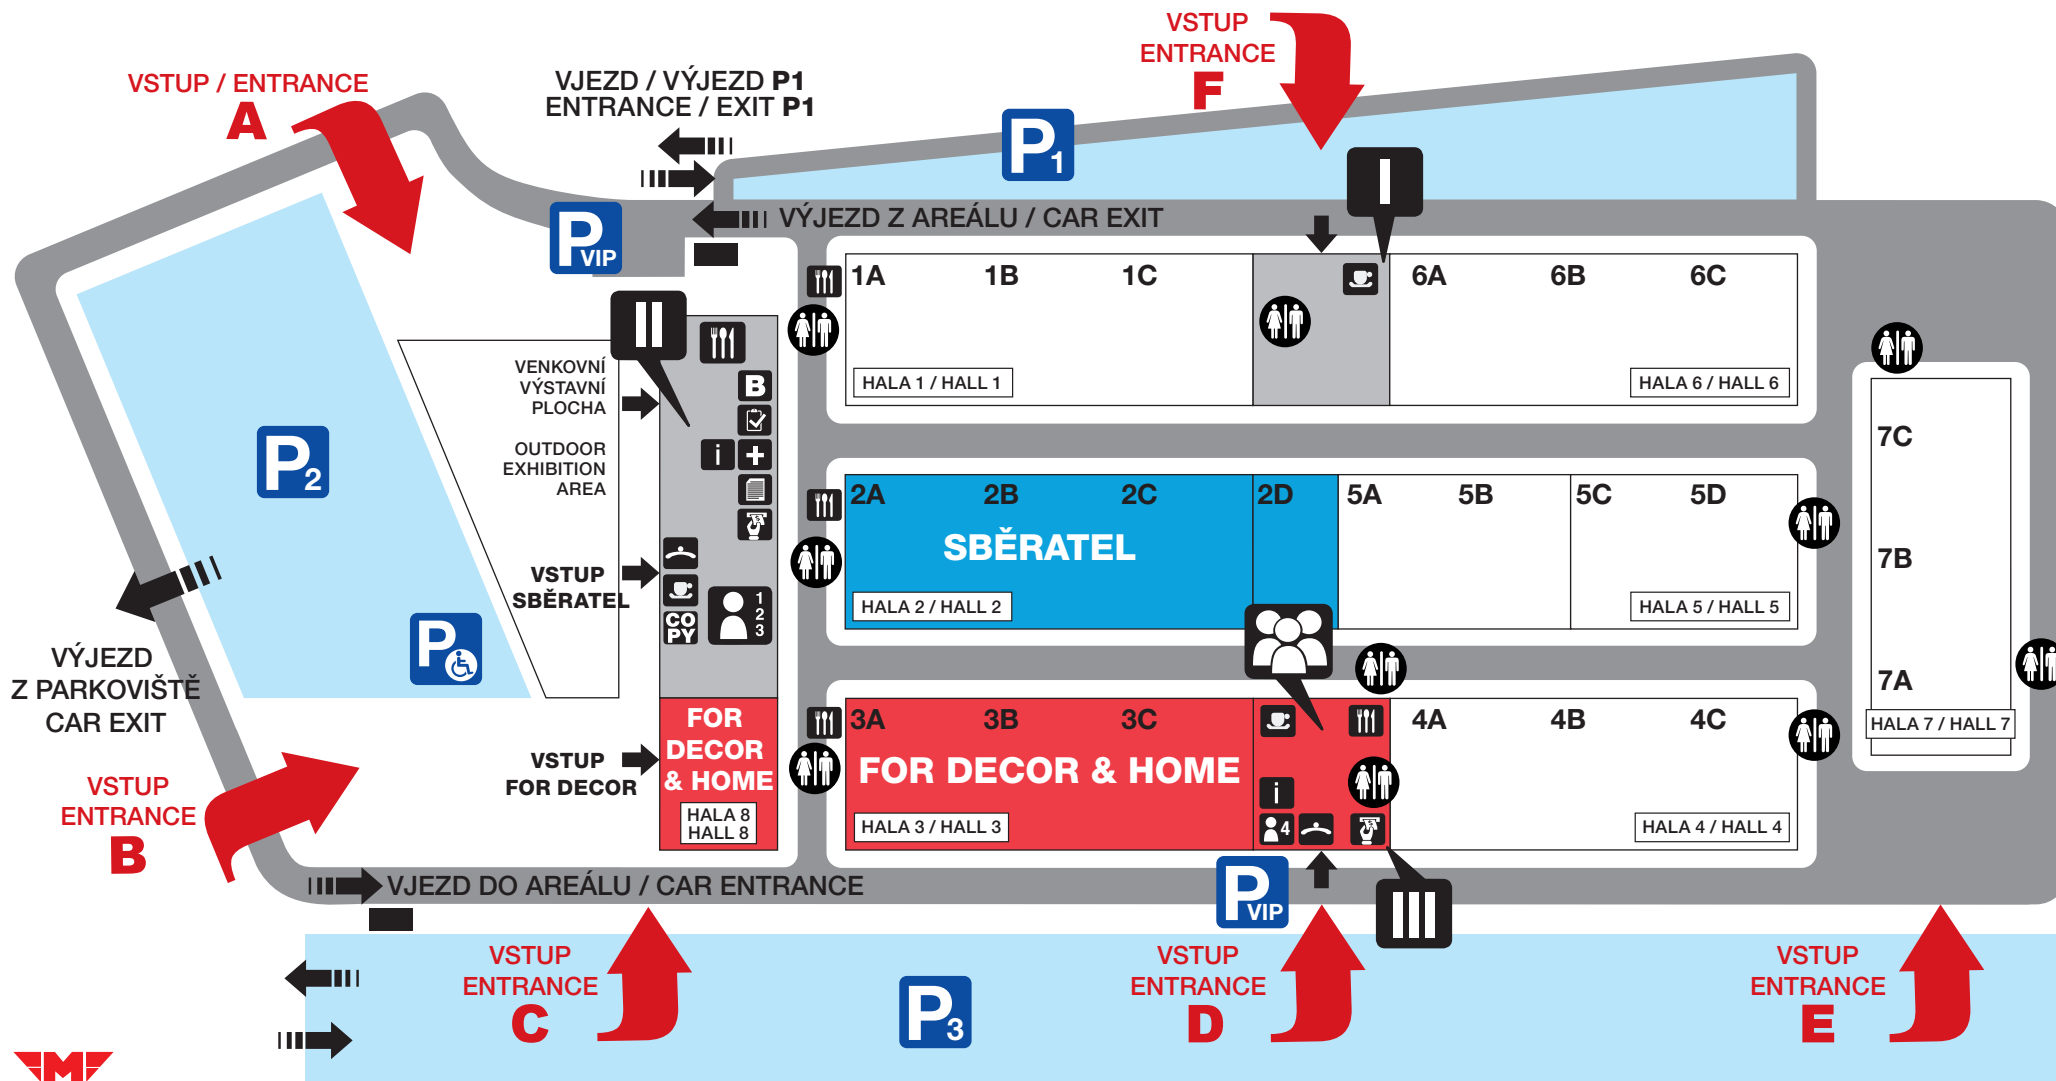 VSTUP
ENTRANCE
F
VSTUP / ENTRANCE
A
VJEZD / VÝJEZD P1
ENTRANCE / EXIT P1
P1
I
PVIP
VÝJEZD Z AREÁLU / CAR EXIT
II
1A 1B 1C 6A 6B 6C
HALA 1 / HALL 1
HALA 6 / HALL 6
VENKOVNÍ
VÝSTAVNÍ
PLOCHA
OUTDOOR
EXHIBITION
AREA
B
i
P2
7C
7B
7A
HALA 7 / HALL 7
2A 2B 2C 2D 5A 5B 5C 5D
SBĚRATEL
HALA 2 / HALL 2
HALA 5 / HALL 5
VSTUP
SBĚRATEL
CO
PY
1
2
3
P
VÝJEZD
Z PARKOVIŠTĚ
CAR EXIT
FOR
DECOR
& HOME
HALA 8
HALL 8
VSTUP
FOR DECOR
3A 3B 3C 4A 4B 4C
FOR DECOR & HOME
i
4
HALA 3 / HALL 3
HALA 4 / HALL 4
VSTUP
ENTRANCE
B
VJEZD DO AREÁLU / CAR ENTRANCE
PVIP
III
VSTUP
ENTRANCE
C
P3
VSTUP
ENTRANCE
D
VSTUP
ENTRANCE
E
M